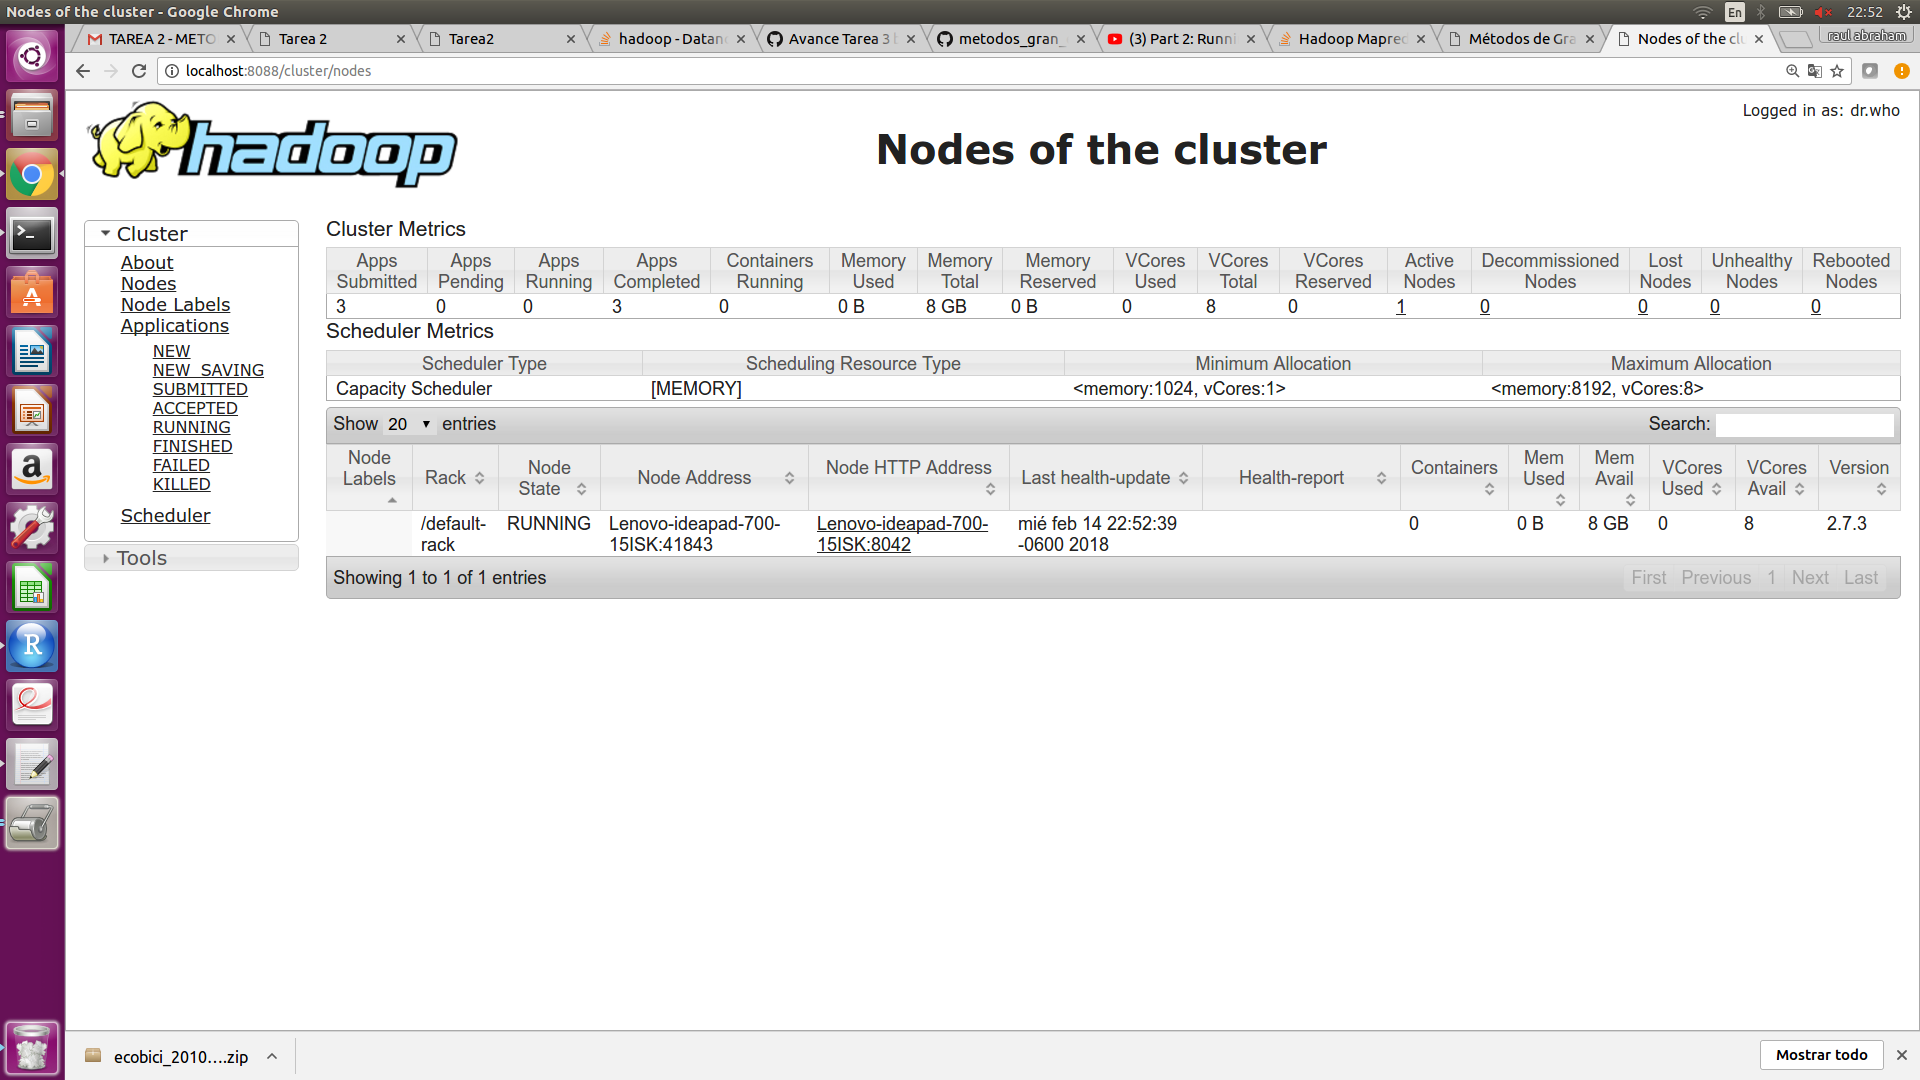 Nodes of the cluster - Google Chrome
En
22:52
TAREA 2 - METO
Tarea 2
Tarea2
hadoop - Datan
Avance Tarea 3 b
metodos_gran_
(3) Part 2: Runni
Hadoop Mapred
Métodos de Gra
Nodes of the clu
raul abraham
localhost:8088/cluster/nodes
hadoop
Nodes of the cluster
Logged in as: dr.who
Cluster
About
Nodes
Node Labels
Applications
NEW
NEW_SAVING
SUBMITTED
ACCEPTED
RUNNING
FINISHED
FAILED
KILLED
Scheduler
Tools
Cluster Metrics
Apps Submitted Apps Pending Apps Running Apps Completed Containers Running Memory Used Memory Total Memory Reserved VCores Used VCores Total VCores Reserved Active Nodes Decommissioned Nodes Lost Nodes Unhealthy Nodes Rebooted Nodes
3 0 0 3 0 0 B 8 GB 0 B 0 8 0 1 0 0 0 0
Scheduler Metrics
Scheduler Type Scheduling Resource Type Minimum Allocation Maximum Allocation
Capacity Scheduler [MEMORY] <memory:1024, vCores:1> <memory:8192, vCores:8>
Show 20 entries
Search:
Node Labels Rack Node State Node Address Node HTTP Address Last health-update Health-report Containers Mem Used Mem Avail VCores Used VCores Avail Version
/default-rack RUNNING Lenovo-ideapad-700-15ISK:41843 Lenovo-ideapad-700-15ISK:8042 mié feb 14 22:52:39 -0600 2018 0 0 B 8 GB 0 8 2.7.3
Showing 1 to 1 of 1 entries
First Previous 1 Next Last
ecobici_2010....zip
Mostrar todo